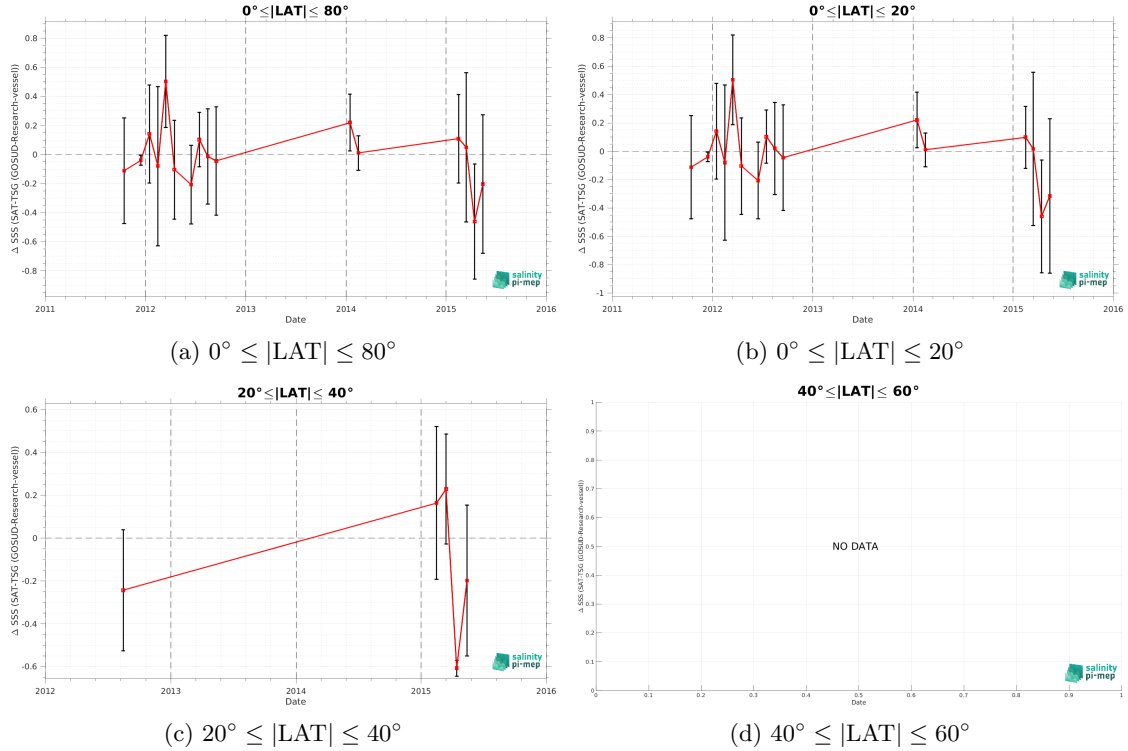 0°≤|LAT|≤ 80°
Δ SSS (SAT-TSG (GOSUD-Research-vessel))
0.8
0.6
0.4
0.2
0
-0.2
-0.4
-0.6
-0.8
2011 2012 2013 2014 2015 2016
Date
salinity
pi-mep
(a) 0° ≤ |LAT| ≤ 80°
0°≤|LAT|≤ 20°
Δ SSS (SAT-TSG (GOSUD-Research-vessel))
0.8
0.6
0.4
0.2
0
-0.2
-0.4
-0.6
-0.8
-1
2011 2012 2013 2014 2015 2016
Date
salinity
pi-mep
(b) 0° ≤ |LAT| ≤ 20°
20°≤|LAT|≤ 40°
Δ SSS (SAT-TSG (GOSUD-Research-vessel))
0.6
0.4
0.2
0
-0.2
-0.4
-0.6
2012 2013 2014 2015 2016
Date
salinity
pi-mep
(c) 20° ≤ |LAT| ≤ 40°
40°≤|LAT|≤ 60°
Δ SSS (SAT-TSG (GOSUD-Research-vessel))
1
0.9
0.8
0.7
0.6
0.5
0.4
0.3
0.2
0.1
0
NO DATA
0 0.1 0.2 0.3 0.4 0.5 0.6 0.7 0.8 0.9 1
Date
salinity
pi-mep
(d) 40° ≤ |LAT| ≤ 60°